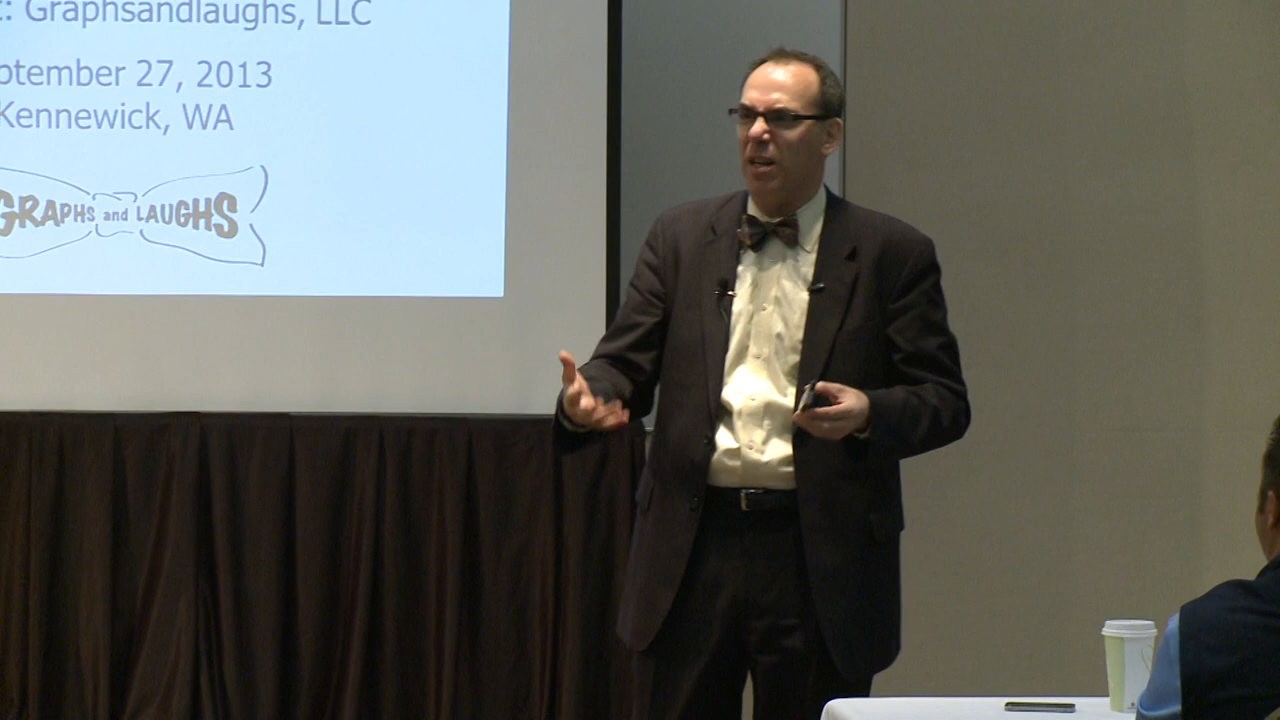 : Graphsandlaughs, LLC
ptember 27, 2013
Kennewick, WA
GRAPHS and LAUGHS